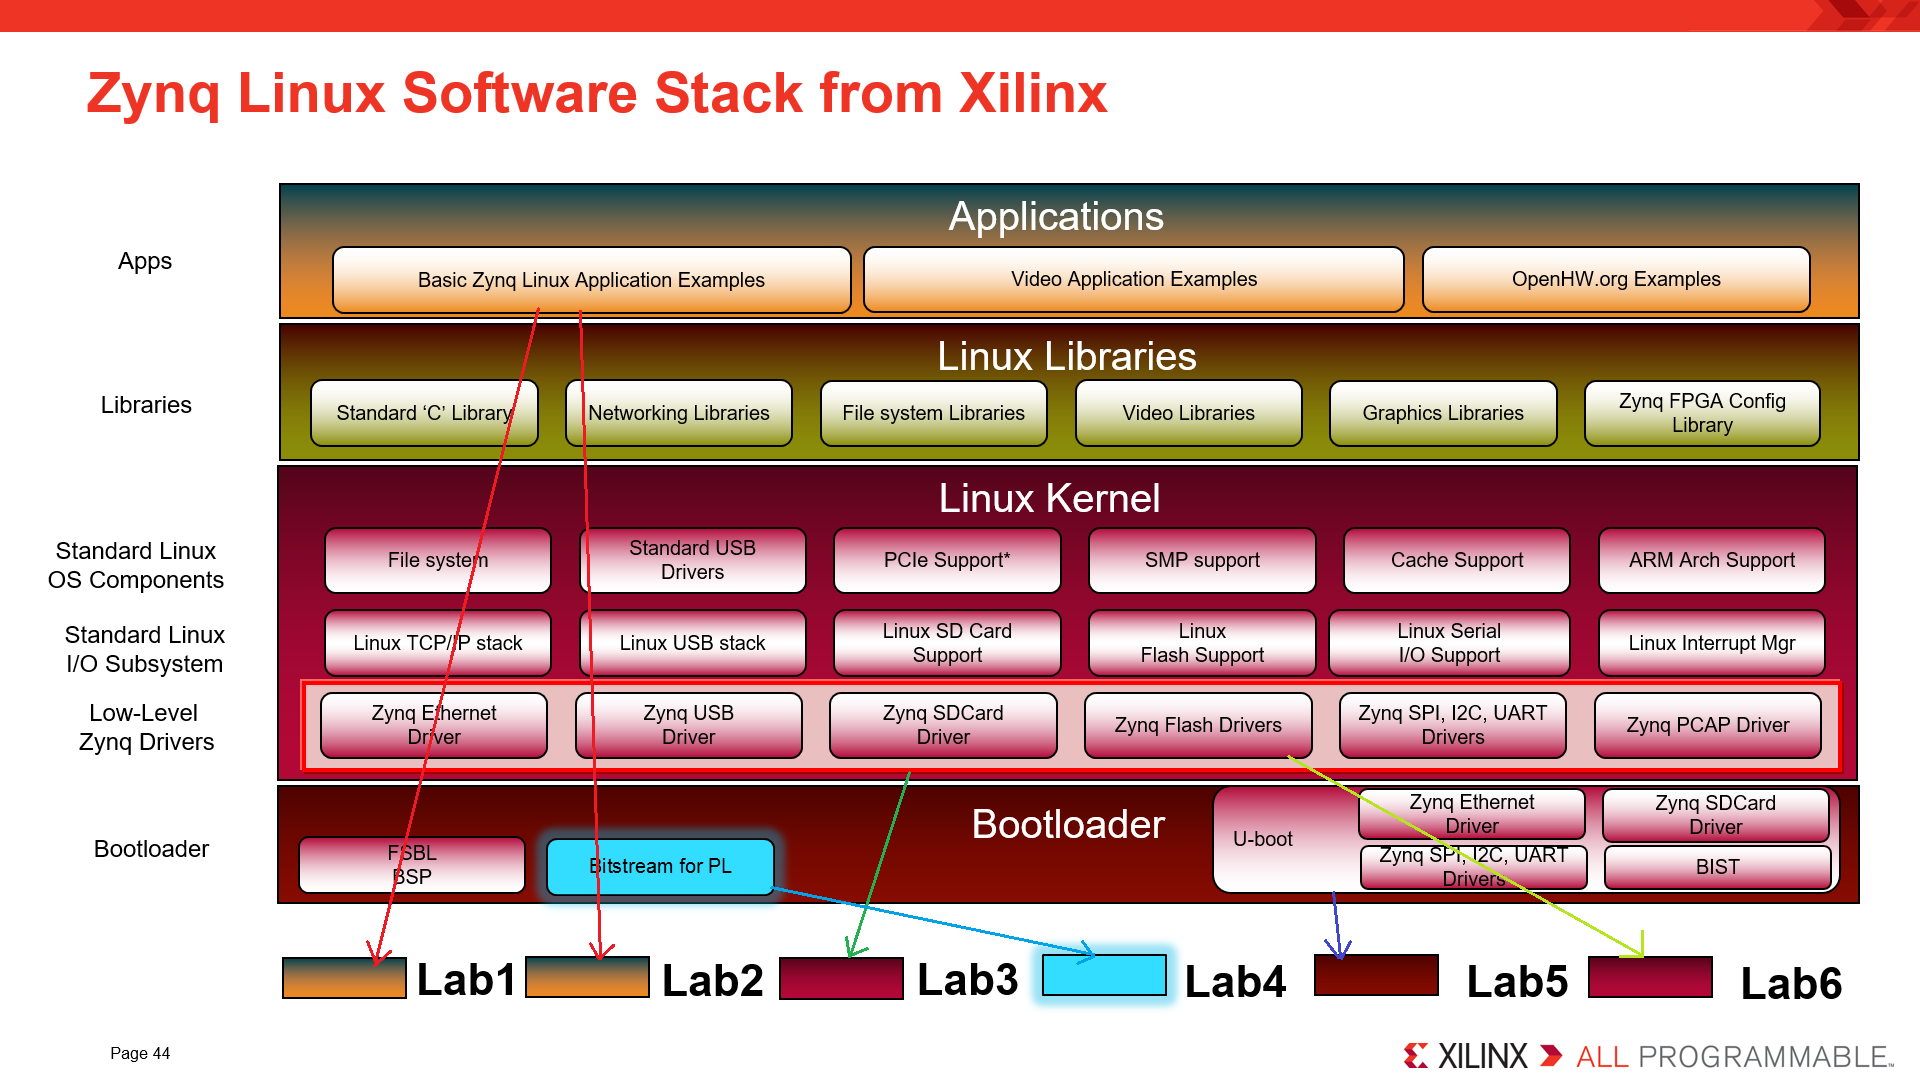 Zynq Linux Software Stack from Xilinx
Applications
Apps
Basic Zynq Linux Application Examples
Video Application Examples
OpenHW.org Examples
Linux Libraries
Libraries
Standard ‘C’ Library
Networking Libraries
File system Libraries
Video Libraries
Graphics Libraries
Zynq FPGA Config
Library
Linux Kernel
Standard Linux
OS Components
File system
Standard USB
Drivers
PCIe Support*
SMP support
Cache Support
ARM Arch Support
Standard Linux
I/O Subsystem
Linux TCP/IP stack
Linux USB stack
Linux SD Card
Support
Linux
Flash Support
Linux Serial
I/O Support
Linux Interrupt Mgr
Low-Level
Zynq Drivers
Zynq Ethernet
Driver
Zynq USB
Driver
Zynq SDCard
Driver
Zynq Flash Drivers
Zynq SPI, I2C, UART
Drivers
Zynq PCAP Driver
Bootloader
Bootloader
FSBL
BSP
Bitstream for PL
U-boot
Zynq Ethernet
Driver
Zynq SDCard
Driver
Zynq SPI, I2C, UART
Drivers
BIST
Lab1
Lab2
Lab3
Lab4
Lab5
Lab6
Page 44
XILINX ALL PROGRAMMABLE™